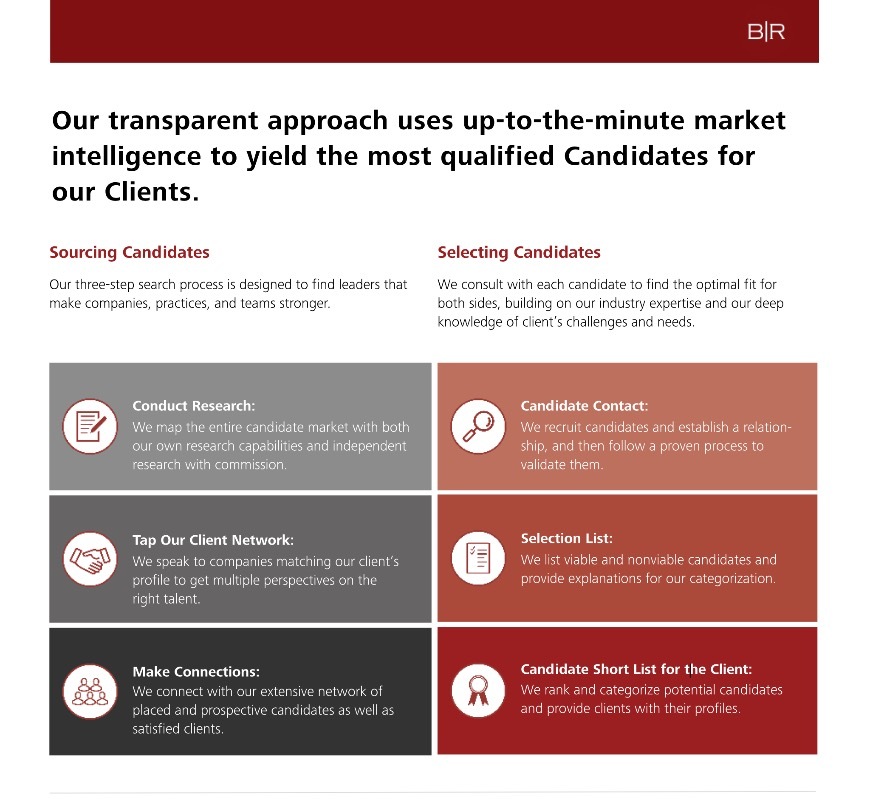 B|R
Our transparent approach uses up-to-the-minute market
intelligence to yield the most qualified Candidates for
our Clients.
Sourcing Candidates
Our three-step search process is designed to find leaders that
make companies, practices, and teams stronger.
Selecting Candidates
We consult with each candidate to find the optimal fit for
both sides, building on our industry expertise and our deep
knowledge of client's challenges and needs.
Conduct Research:
We map the entire candidate market with both
our own research capabilities and independent
research with commission.
Tap Our Client Network:
We speak to companies matching our client's
profile to get multiple perspectives on the
right talent.
Make Connections:
We connect with our extensive network of
placed and prospective candidates as well as
satisfied clients.
Candidate Contact:
We recruit candidates and establish a relation-
ship, and then follow a proven process to
validate them.
Selection List:
We list viable and nonviable candidates and
provide explanations for our categorization.
Candidate Short List for the Client:
We rank and categorize potential candidates
and provide clients with their profiles.